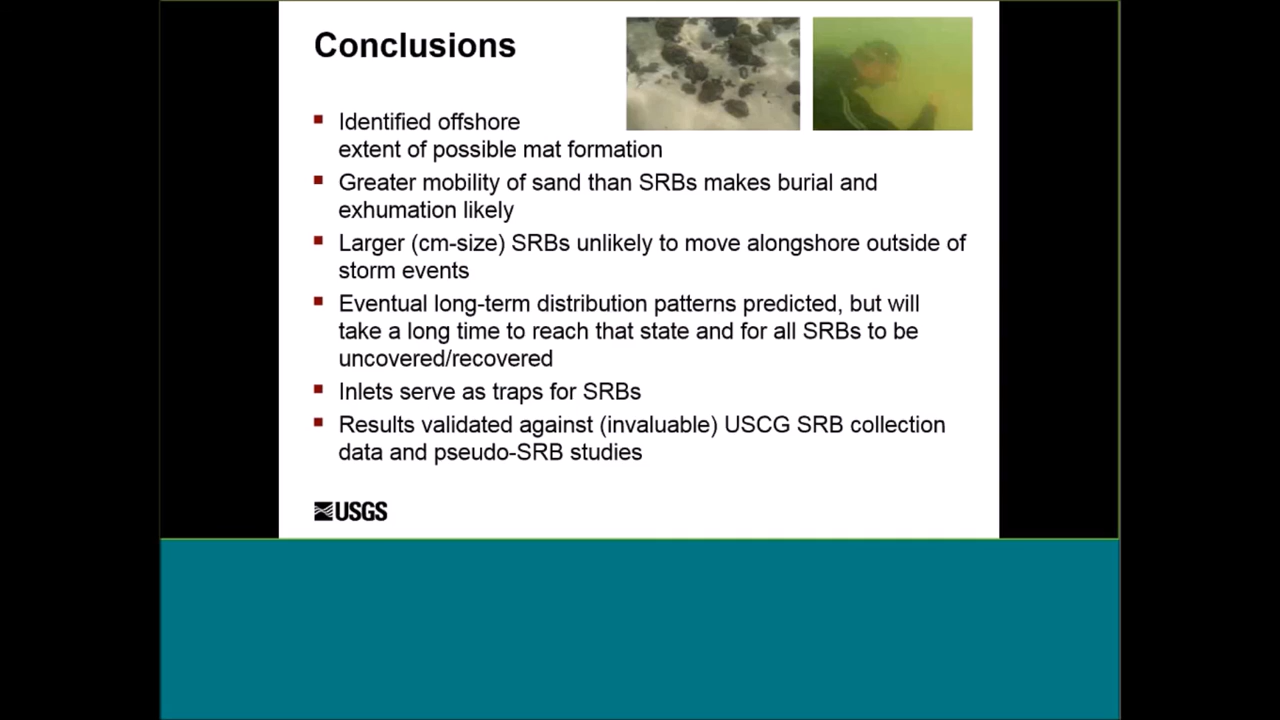 Conclusions
Identified offshore
extent of possible mat formation
Greater mobility of sand than SRBs makes burial and
exhumation likely
Larger (cm-size) SRBs unlikely to move alongshore outside of
storm events
Eventual long-term distribution patterns predicted, but will
take a long time to reach that state and for all SRBs to be
uncovered/recovered
Inlets serve as traps for SRBs
Results validated against (invaluable) USCG SRB collection
data and pseudo-SRB studies
USGS